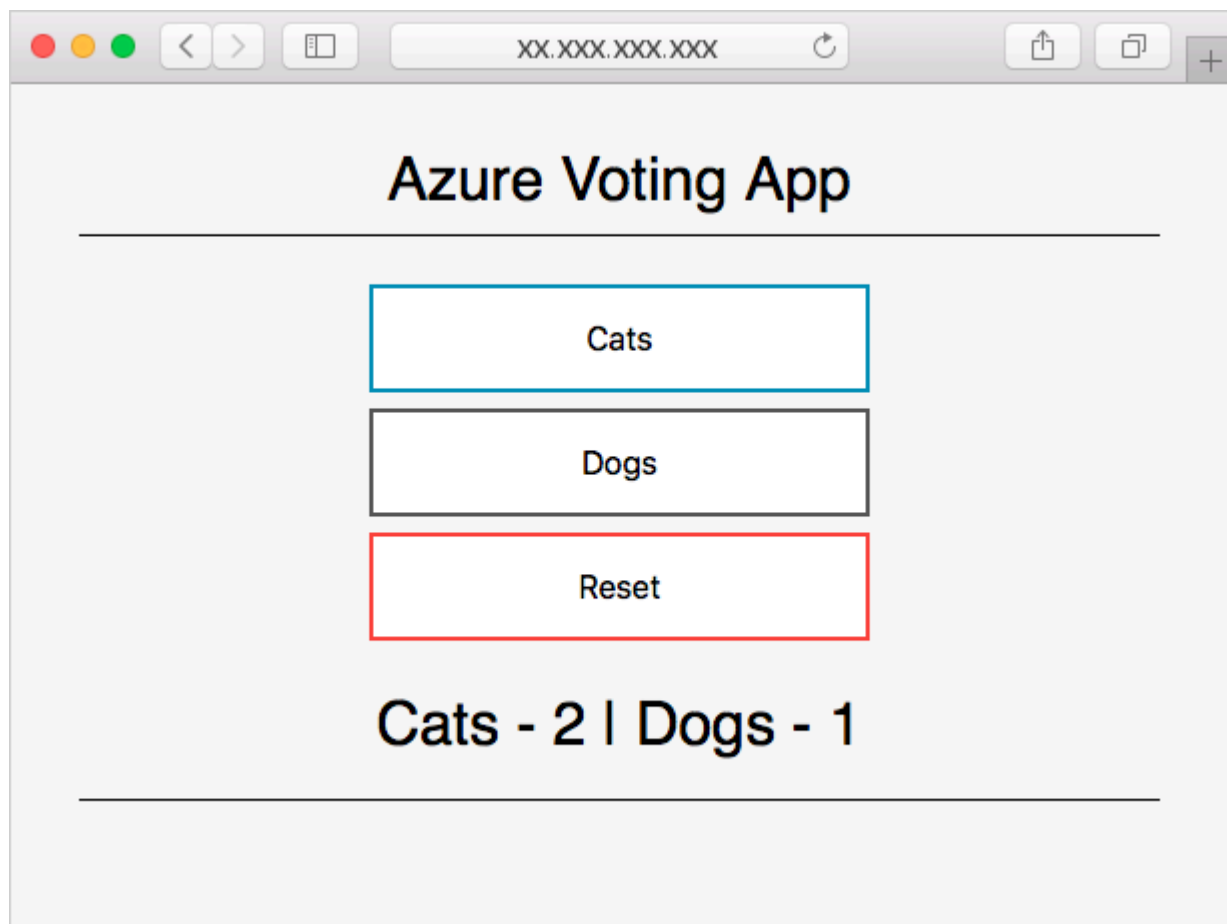 XX.XXX.XXX.XXX
Azure Voting App
Cats
Dogs
Reset
Cats - 2 | Dogs - 1